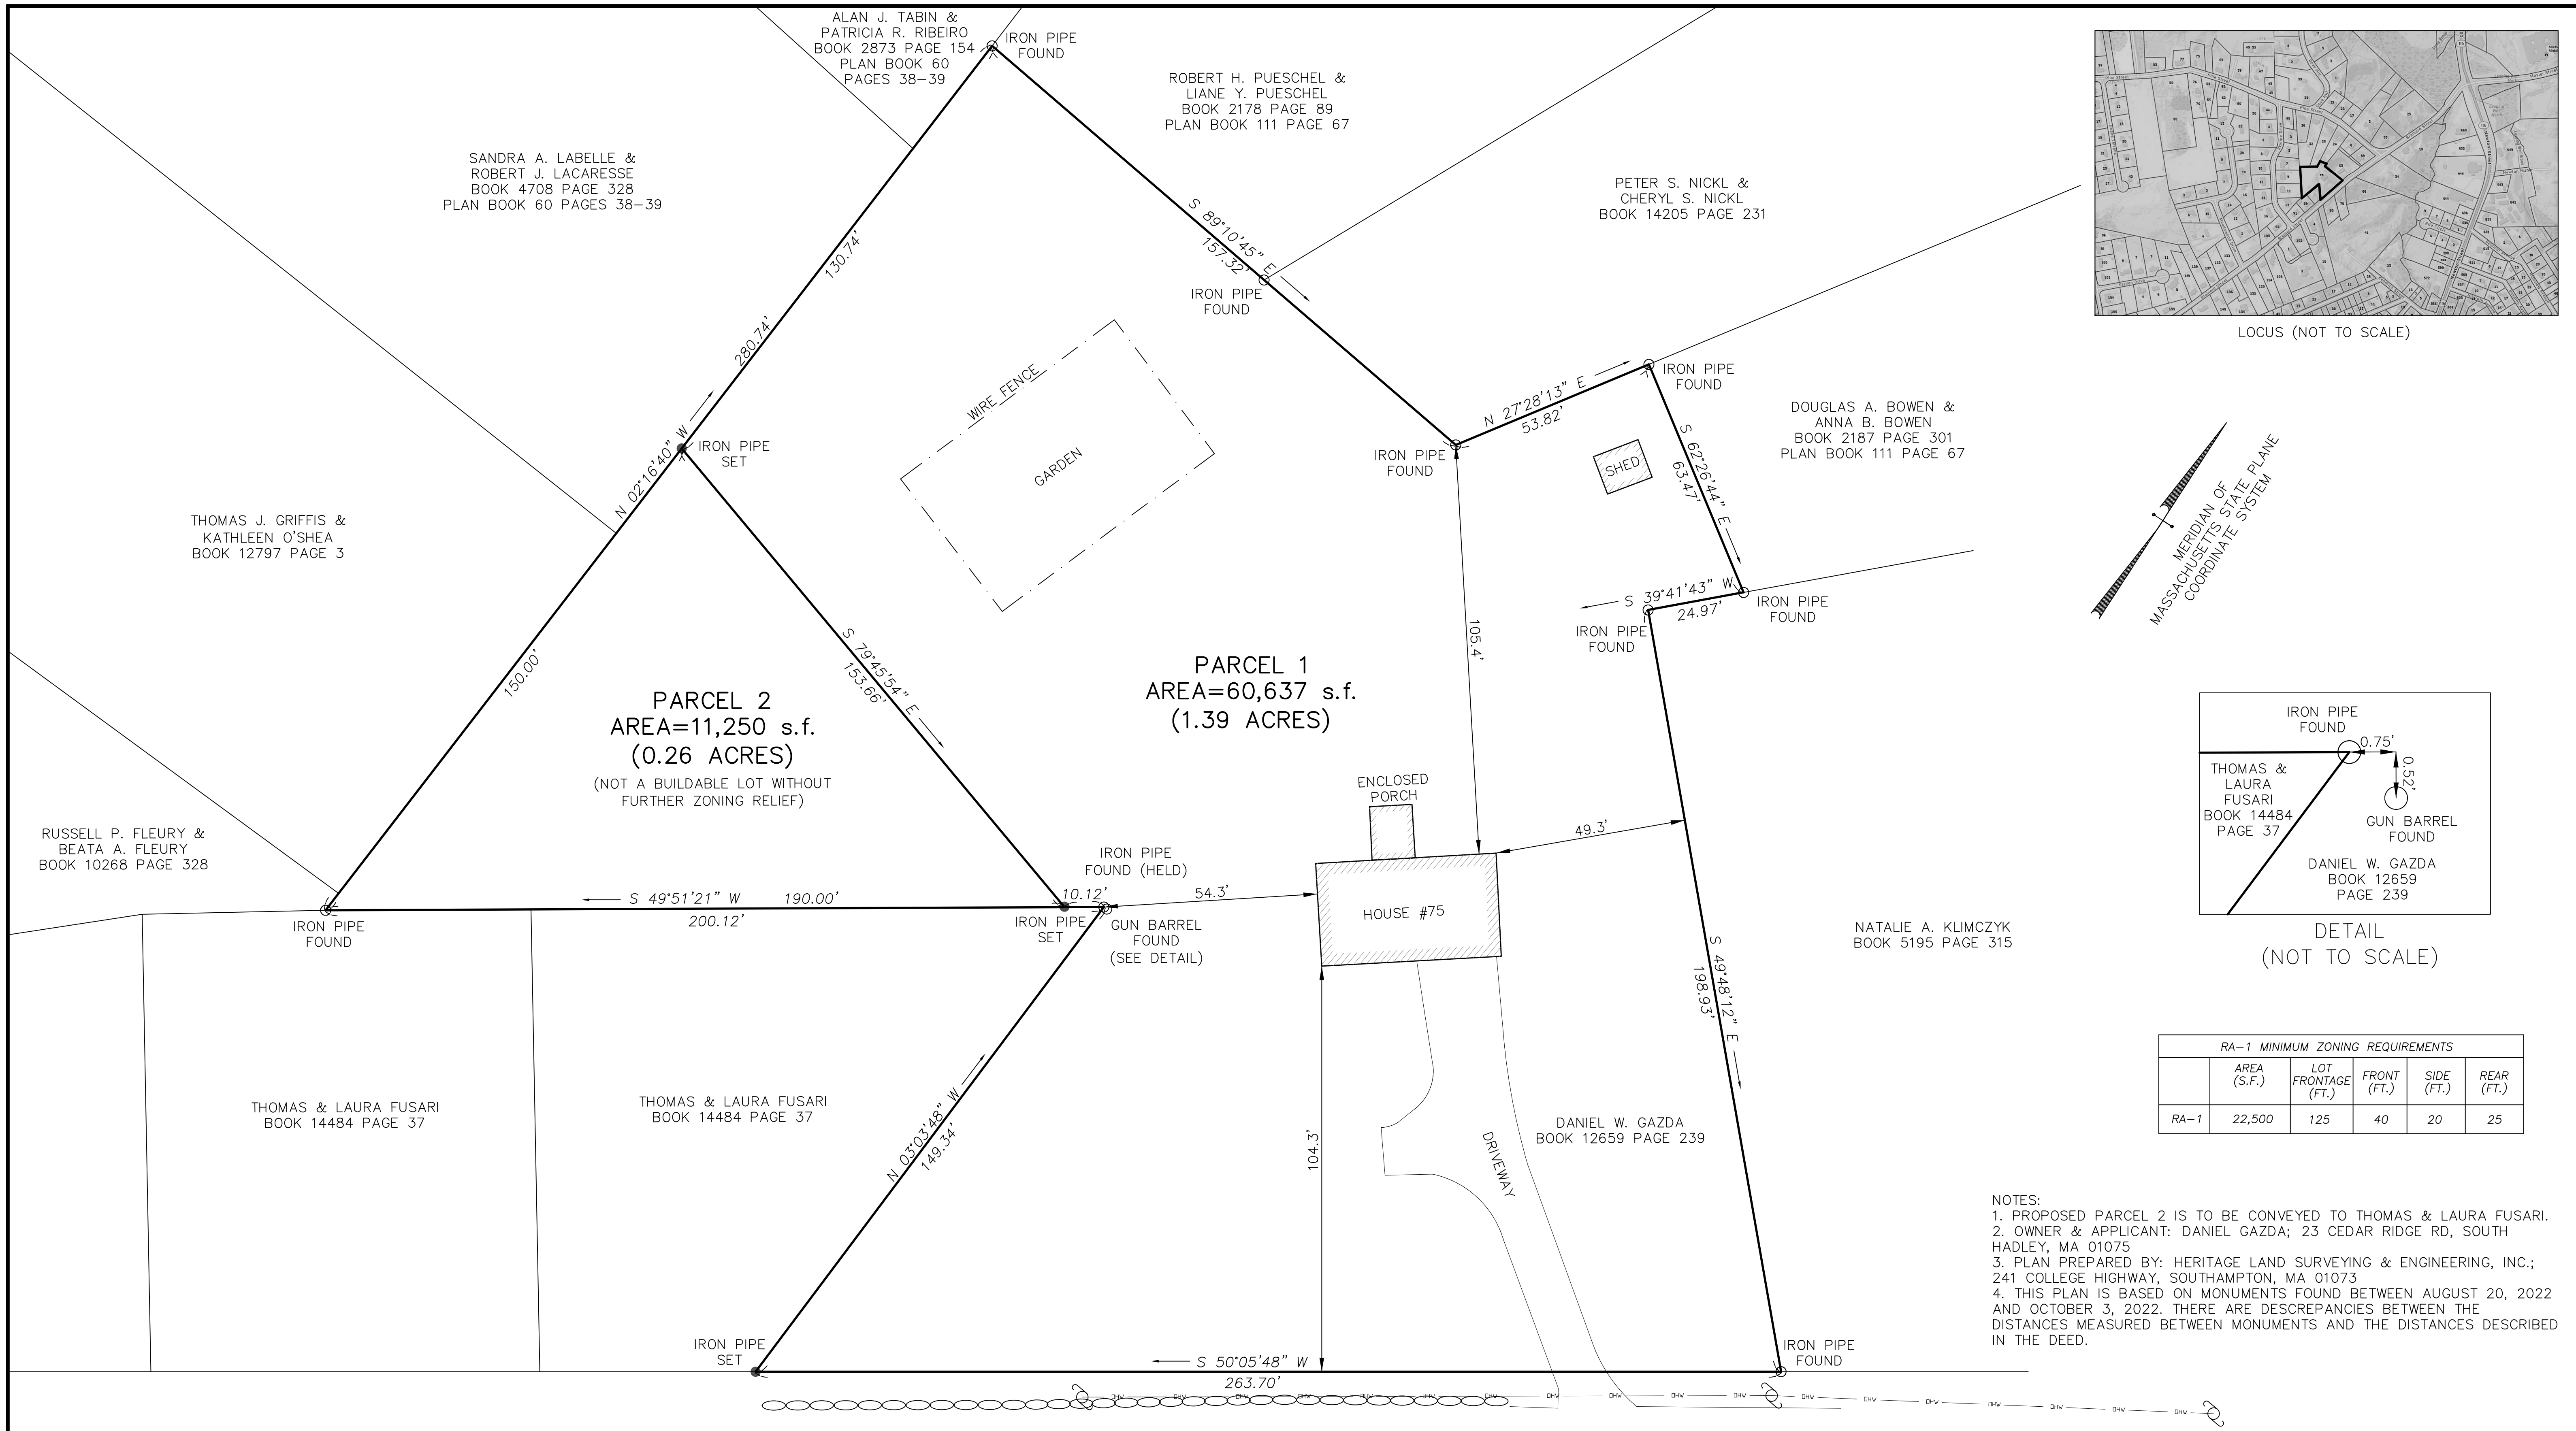 ALAN J. TABIN &
PATRICIA R. RIBEIRO
BOOK 2873 PAGE 154
PLAN BOOK 60
PAGES 38-39
IRON PIPE
FOUND
ROBERT H. PUESCHEL &
LIANE Y. PUESCHEL
BOOK 2178 PAGE 89
PLAN BOOK 111 PAGE 67
SANDRA A. LABELLE &
ROBERT J. LACARESSE
BOOK 4708 PAGE 328
PLAN BOOK 60 PAGES 38-39
PETER S. NICKL &
CHERYL S. NICKL
BOOK 14205 PAGE 231
LOCUS (NOT TO SCALE)
130.74'
280.74'
N 02°16'40" W
150.00'
S 89°10'45" E
157.32'
IRON PIPE
FOUND
IRON PIPE
SET
WIRE FENCE
GARDEN
IRON PIPE
FOUND
N 27°28'13" E
53.82'
IRON PIPE
FOUND
SHED
S 62°26'44" E
63.47'
DOUGLAS A. BOWEN &
ANNA B. BOWEN
BOOK 2187 PAGE 301
PLAN BOOK 111 PAGE 67
MERIDIAN OF
MASSACHUSETTS STATE PLANE
COORDINATE SYSTEM
THOMAS J. GRIFFIS &
KATHLEEN O'SHEA
BOOK 12797 PAGE 3
S 39°41'43" W
24.97'
IRON PIPE
FOUND
IRON PIPE
FOUND
105.4'
S 79°45'54" E
153.66'
PARCEL 1
AREA=60,637 s.f.
(1.39 ACRES)
PARCEL 2
AREA=11,250 s.f.
(0.26 ACRES)
(NOT A BUILDABLE LOT WITHOUT
FURTHER ZONING RELIEF)
IRON PIPE
FOUND
0.75'
0.52'
THOMAS &
LAURA
FUSARI
BOOK 14484
PAGE 37
GUN BARREL
FOUND
DANIEL W. GAZDA
BOOK 12659
PAGE 239
DETAIL
(NOT TO SCALE)
RUSSELL P. FLEURY &
BEATA A. FLEURY
BOOK 10268 PAGE 328
ENCLOSED
PORCH
49.3'
IRON PIPE
FOUND (HELD)
10.12'
54.3'
S 49°51'21" W 190.00'
200.12'
IRON PIPE
FOUND
IRON PIPE
SET
GUN BARREL
FOUND
(SEE DETAIL)
HOUSE #75
NATALIE A. KLIMCZYK
BOOK 5195 PAGE 315
S 49°48'12" E
198.93'
THOMAS & LAURA FUSARI
BOOK 14484 PAGE 37
THOMAS & LAURA FUSARI
BOOK 14484 PAGE 37
N 03°03'48" W
149.34'
104.3'
DRIVEWAY
DANIEL W. GAZDA
BOOK 12659 PAGE 239
RA-1 MINIMUM ZONING REQUIREMENTS
AREA
(S.F.)
LOT
FRONTAGE
(FT.)
FRONT
(FT.)
SIDE
(FT.)
REAR
(FT.)
RA-1 22,500 125 40 20 25
NOTES:
1. PROPOSED PARCEL 2 IS TO BE CONVEYED TO THOMAS & LAURA FUSARI.
2. OWNER & APPLICANT: DANIEL GAZDA; 23 CEDAR RIDGE RD, SOUTH
HADLEY, MA 01075
3. PLAN PREPARED BY: HERITAGE LAND SURVEYING & ENGINEERING, INC.;
241 COLLEGE HIGHWAY, SOUTHAMPTON, MA 01073
4. THIS PLAN IS BASED ON MONUMENTS FOUND BETWEEN AUGUST 20, 2022
AND OCTOBER 3, 2022. THERE ARE DESCREPANCIES BETWEEN THE
DISTANCES MEASURED BETWEEN MONUMENTS AND THE DISTANCES DESCRIBED
IN THE DEED.
IRON PIPE
SET
IRON PIPE
FOUND
S 50°05'48" W
263.70'
OHW OHW OHW OHW OHW OHW OHW OHW OHW OHW OHW OHW OHW OHW OHW OHW OHW OHW